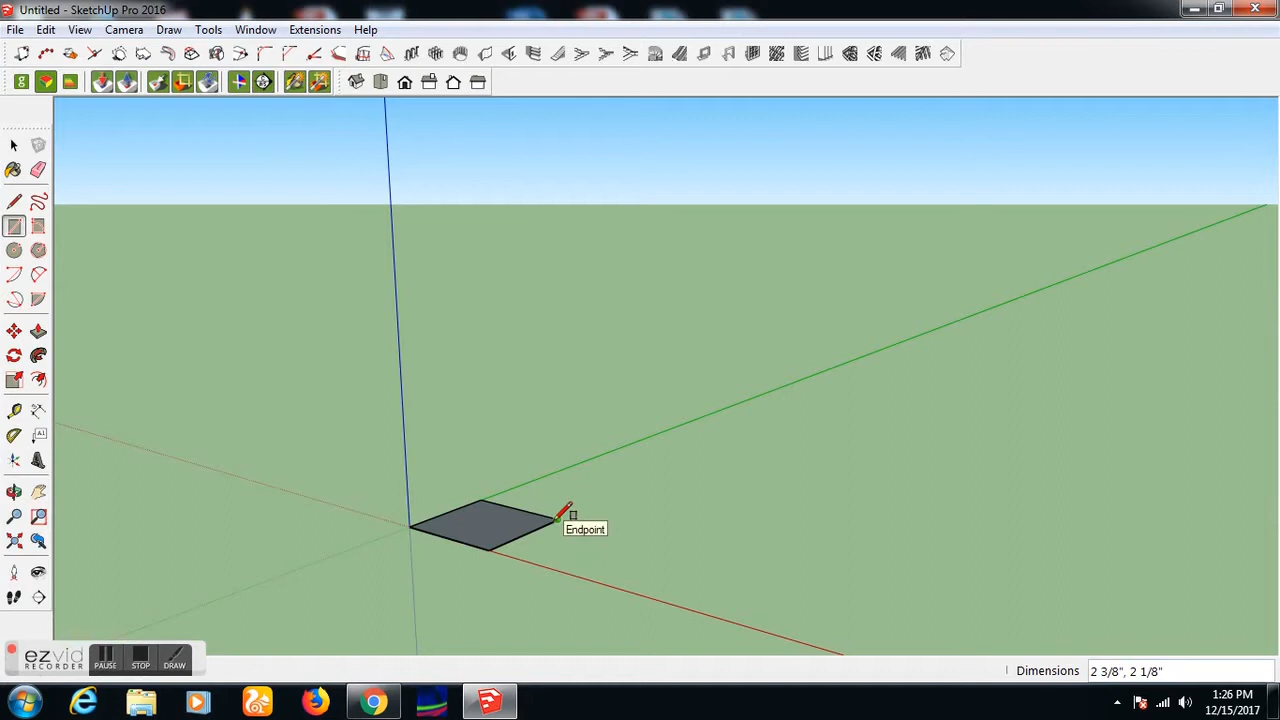 Untitled - SketchUp Pro 2016
File Edit View Camera Draw Tools Window Extensions Help
g
A1
Endpoint
ezvid
RECORDER
PAUSE STOP DRAW
Dimensions 2 3/8", 2 1/8"
1:26 PM
12/15/2017